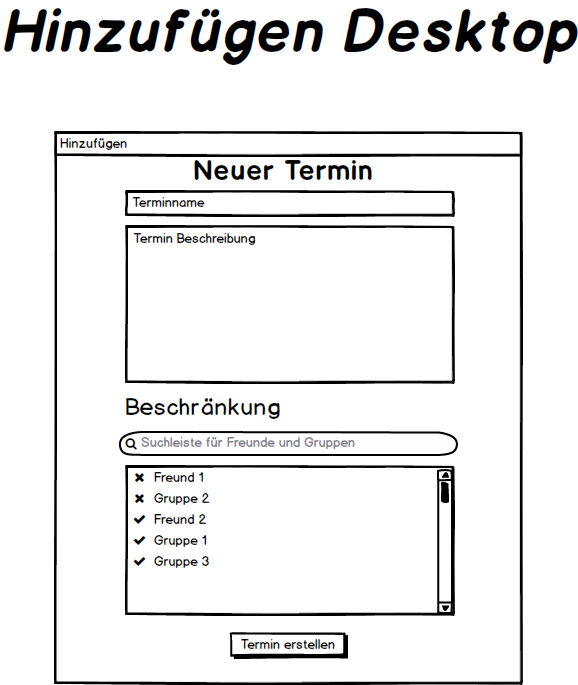 Hinzufügen Desktop
Hinzufügen
Neuer Termin
Terminname
Termin Beschreibung
Beschränkung
Suchleiste für Freunde und Gruppen
Freund 1
Gruppe 2
Freund 2
Gruppe 1
Gruppe 3
Termin erstellen